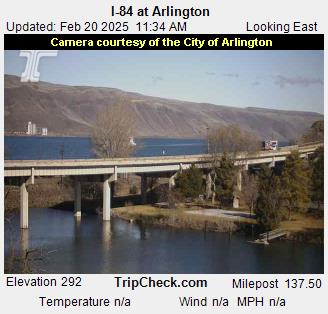 I-84 at Arlington
Updated: Feb 20 2025 11:34 AM Looking East
Camera courtesy of the City of Arlington
Elevation 292 TripCheck.com Milepost 137.50
Temperature n/a Wind n/a MPH n/a